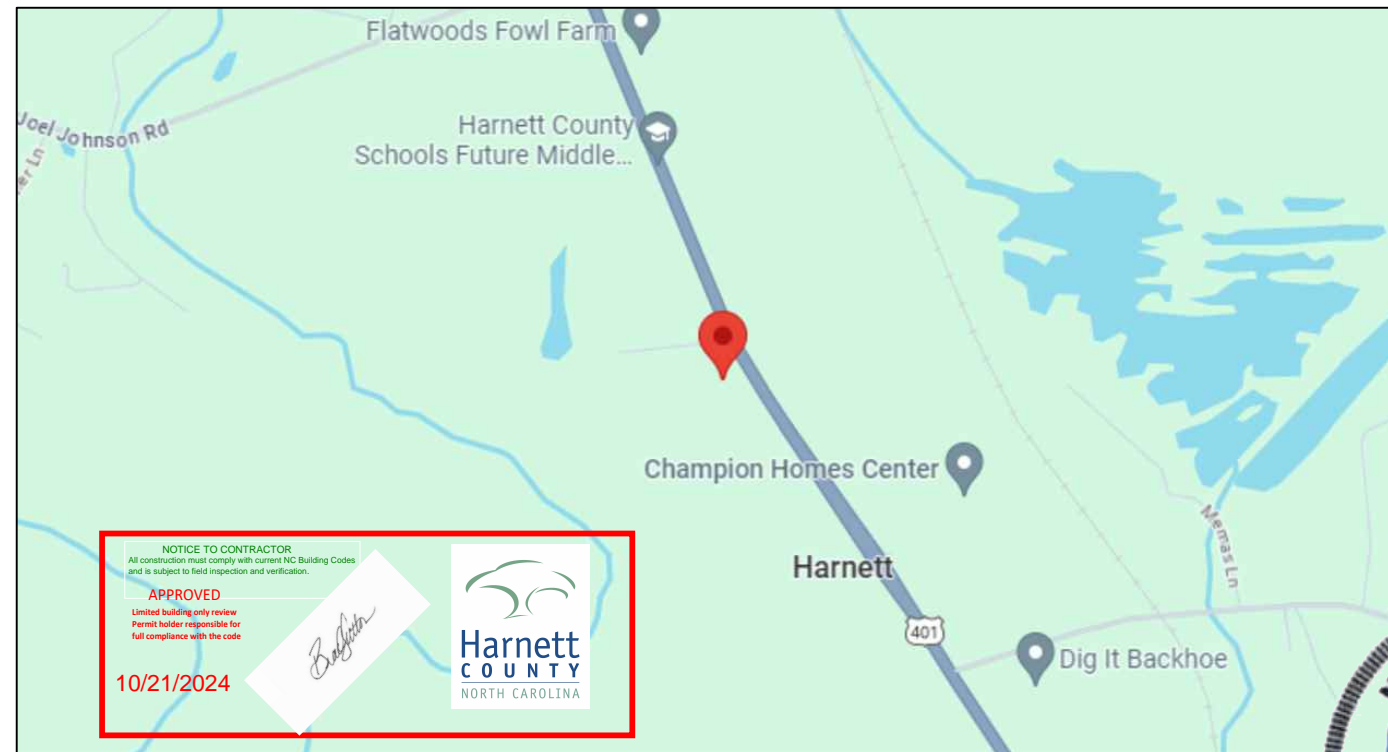 Flatwoods Fowl Farm
Harnett County
Schools Future Middle...
Joel Johnson Rd
er Ln
Champion Homes Center
Harnett
Memas Ln
401
Dig It Backhoe
NOTICE TO CONTRACTOR
All construction must comply with current NC Building Codes
and is subject to field inspection and verification.
APPROVED
Limited building only review
Permit holder responsible for
full compliance with the code
10/21/2024
Harnett
COUNTY
NORTH CAROLINA